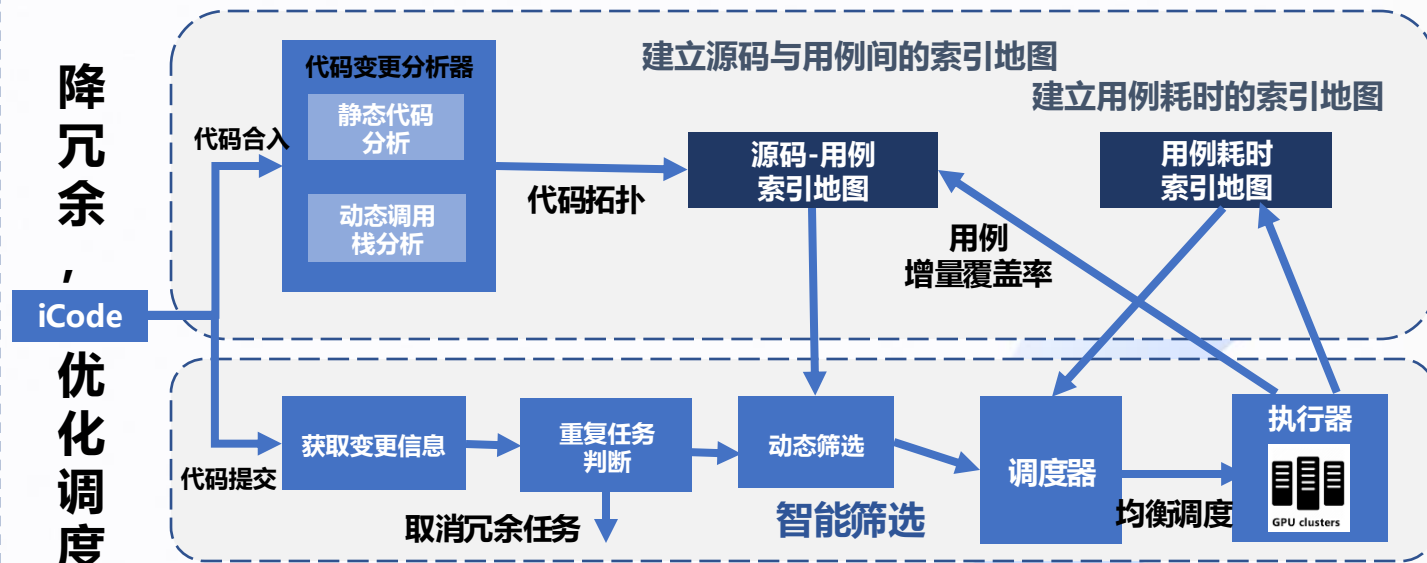 降
冗
余
，
优
化
调
度
iCode
代码合入
代码提交
代码变更分析器
静态代码
分析
动态调用
栈分析
代码拓扑
建立源码与用例间的索引地图
建立用例耗时的索引地图
源码-用例
索引地图
用例耗时
索引地图
用例
增量覆盖率
获取变更信息
重复任务
判断
取消冗余任务
动态筛选
智能筛选
调度器
均衡调度
执行器
GPU clusters